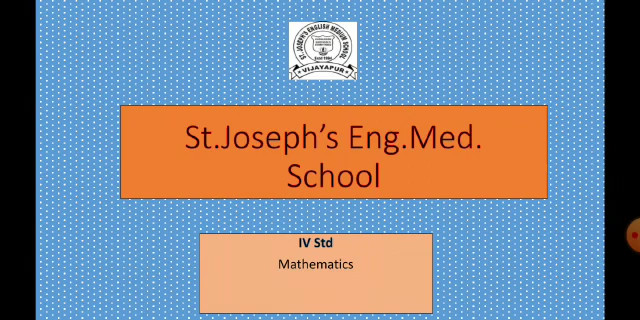 ST. JOSEPH'S ENGLISH MEDIUM SCHOOL
VIJAYAPUR
St.Joseph's Eng.Med.
School
IV Std
Mathematics